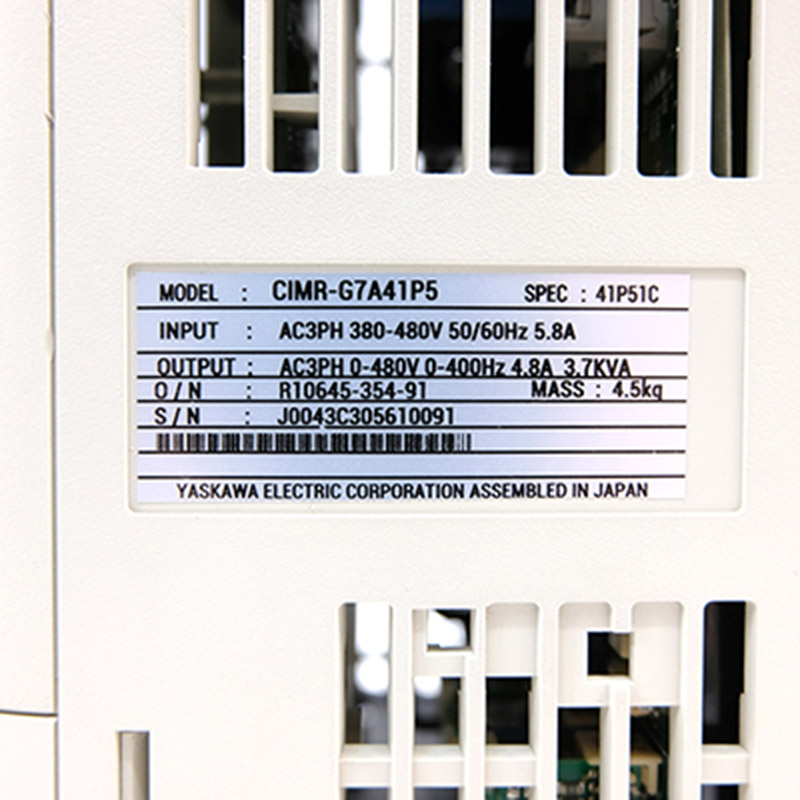 MODEL : CIMR-G7A41P5 SPEC : 41P51C
INPUT : AC3PH 380-480V 50/60Hz 5.8A
OUTPUT : AC3PH 0-480V 0-400Hz 4.8A 3.7KVA
O / N : R10645-354-91 MASS : 4.5kq
S / N : J0043C305610091
YASKAWA ELECTRIC CORPORATION ASSEMBLED IN JAPAN